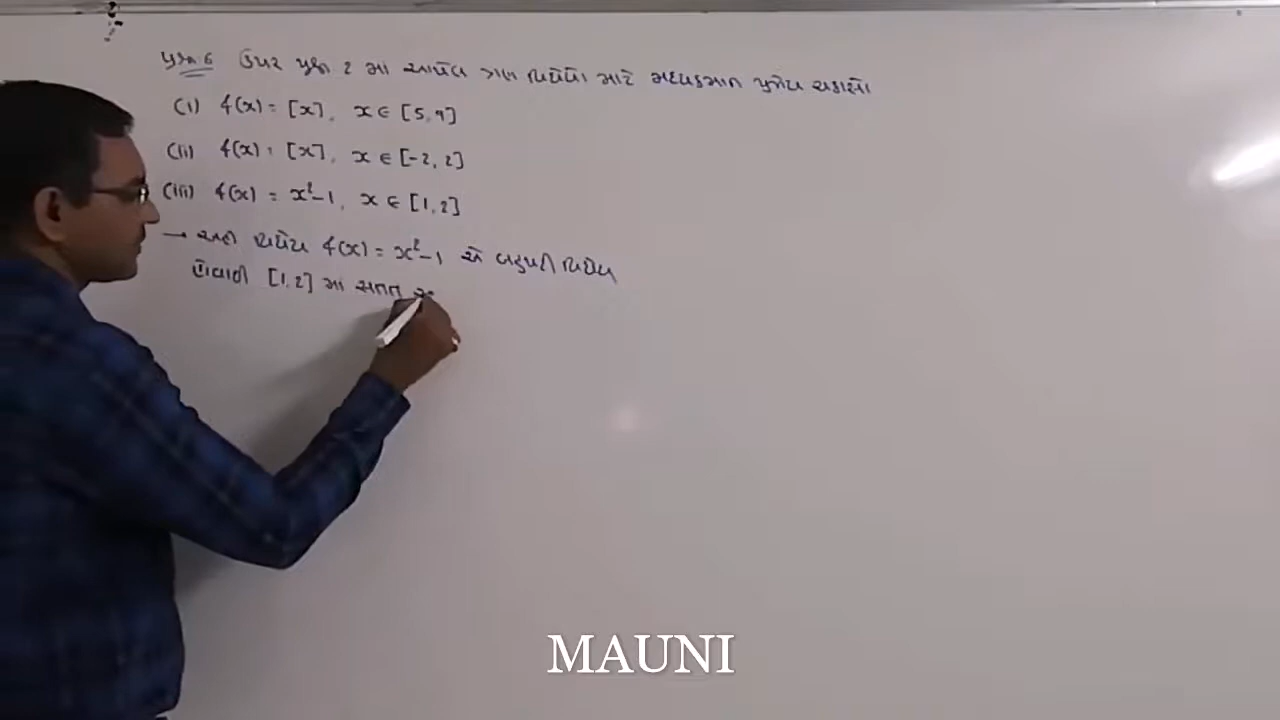 પ્રશ્ન 6 ઉપર પ્રશ્ન 2 માં આપેલ ત્રણ વિધેયો માટે મધ્યકમાન પ્રમેય ચકાસો
(i) f(x) = [x], x ∈ [5, 9]
(ii) f(x) = [x], x ∈ [-2, 2]
(iii) f(x) = x²-1, x ∈ [1, 2]
→ અહીં વિધેય f(x) = x²-1 એ બહુપદી વિધેય
હોવાથી [1, 2] માં સતત
MAUNI